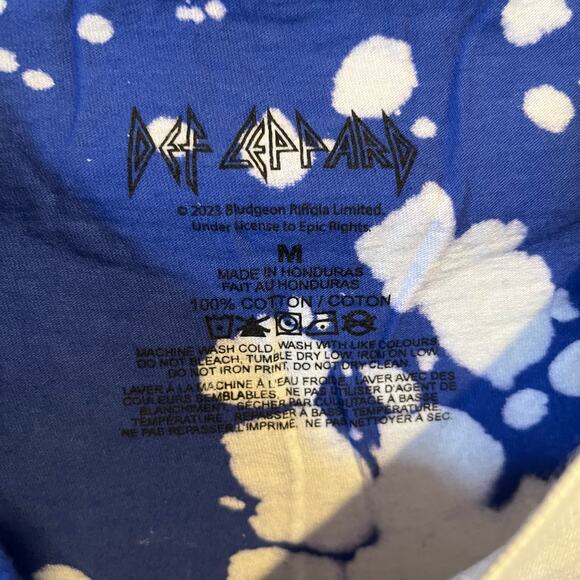 DEF LEPPARD
© 2023 Bludgeon Riffola Limited.
Under License to Epic Rights.
M
MADE IN HONDURAS
FAIT AU HONDURAS
100% COTTON / COTON
MACHINE WASH COLD, WASH WITH LIKE COLOURS,
DO NOT BLEACH, TUMBLE DRY LOW, IRON ON LOW,
DO NOT IRON PRINT, DO NOT DRY CLEAN.
LAVER À LA MACHINE À L'EAU FROIDE, LAVER AVEC DES
COULEURS SEMBLABLES, NE PAS UTILISER D'AGENT DE
BLANCHIMENT, SÉCHER PAR CULBUTAGE À BASSE
TEMPÉRATURE, REPASSER À BASSE TEMPÉRATURE,
NE PAS REPASSER L'IMPRIMÉ, NE PAS NETTOYER À SEC.